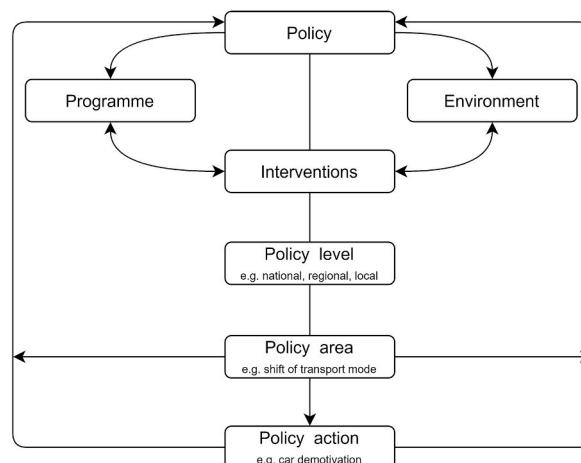 Policy
Programme
Environment
Interventions
Policy level
e.g. national, regional, local
Policy area
e.g. shift of transport mode
Policy action
e.g. car demotivation